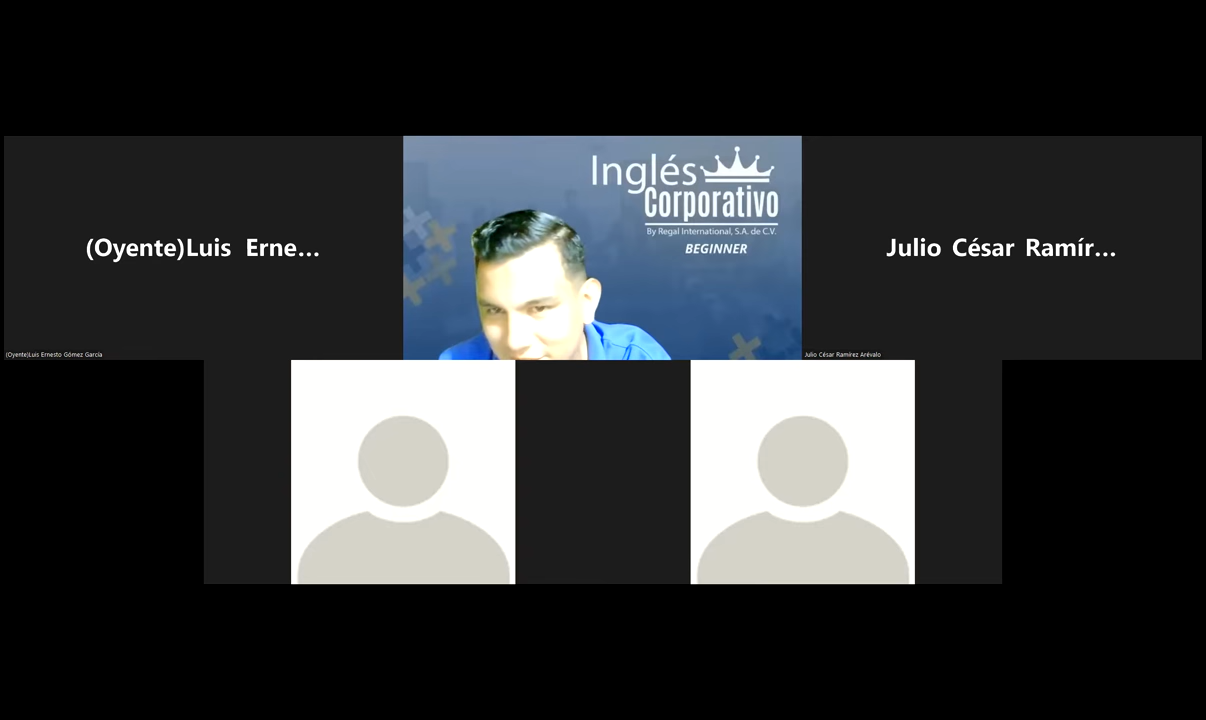 (Oyente)Luis Erne...
(Oyente)Luis Ernesto Gómez García
Inglés
Corporativo
By Regal International, S.A. de C.V.
BEGINNER
Julio César Ramír...
Julio César Ramírez Arévalo